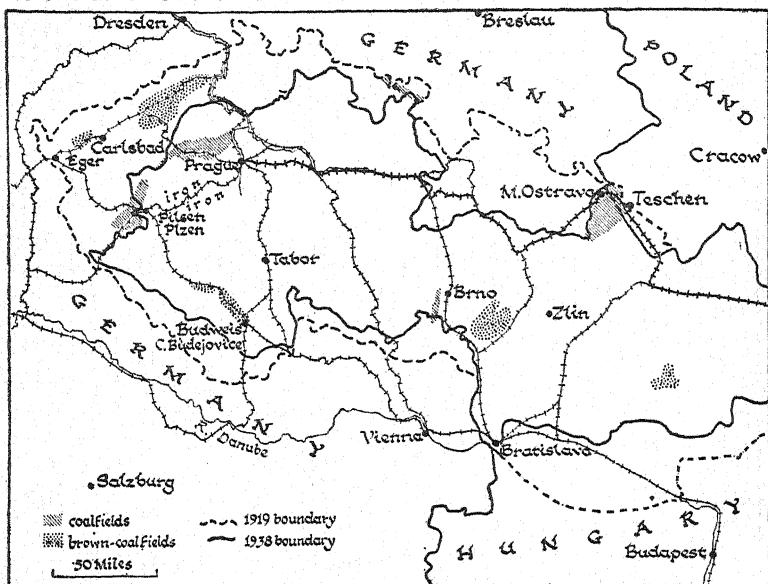 Dresden
Breslau
GERMANY
POLAND
Cracow
Carlsbad
Eger
Prague
iron
iron
Pilsen
Plzen
M.Ostrava
Teschen
Tabor
Brno
Zlin
Budweis
C.Budejovice
GERMANY
Danube
Vienna
Bratislava
Salzburg
HUNGARY
Budapest
coalfields
brown-coalfields
50 Miles
1919 boundary
1938 boundary